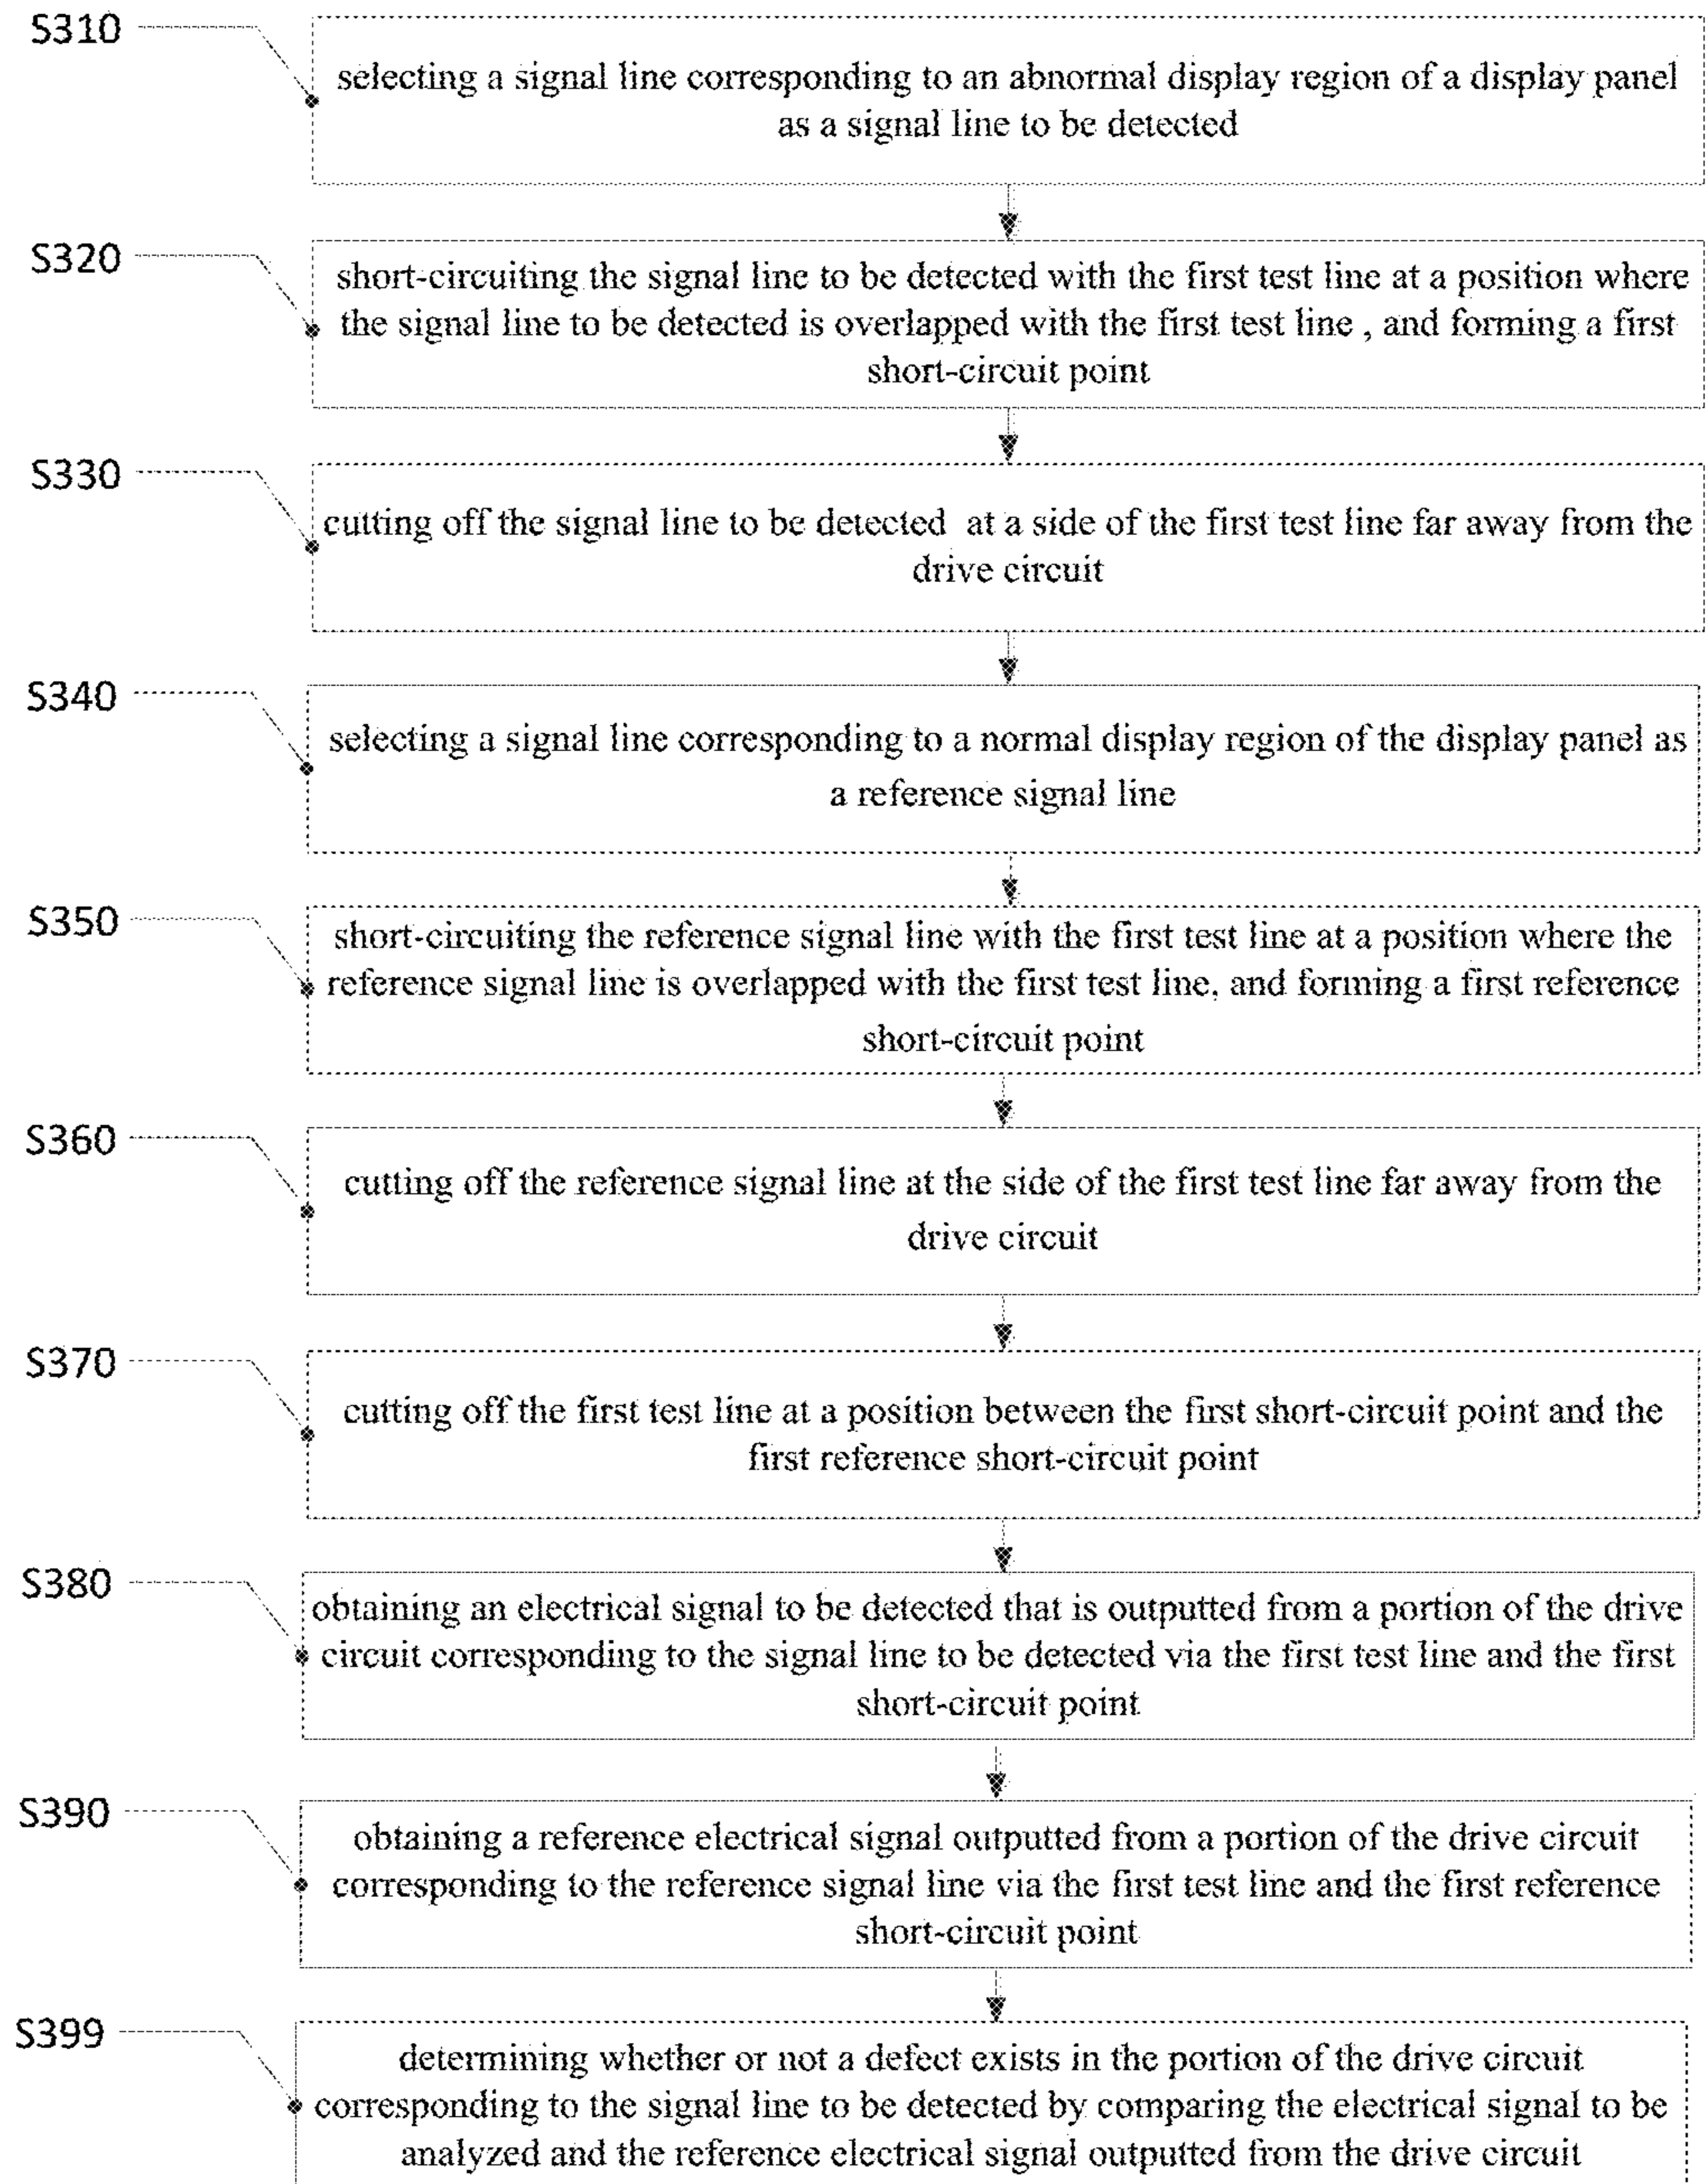 S310
selecting a signal line corresponding to an abnormal display region of a display panel
as a signal line to be detected
S320
short-circuiting the signal line to be detected with the first test line at a position where
the signal line to be detected is overlapped with the first test line , and forming a first
short-circuit point
S330
cutting off the signal line to be detected at a side of the first test line far away from the
drive circuit
S340
selecting a signal line corresponding to a normal display region of the display panel as
a reference signal line
S350
short-circuiting the reference signal line with the first test line at a position where the
reference signal line is overlapped with the first test line, and forming a first reference
short-circuit point
S360
cutting off the reference signal line at the side of the first test line far away from the
drive circuit
S370
cutting off the first test line at a position between the first short-circuit point and the
first reference short-circuit point
S380
obtaining an electrical signal to be detected that is outputted from a portion of the drive
circuit corresponding to the signal line to be detected via the first test line and the first
short-circuit point
S390
obtaining a reference electrical signal outputted from a portion of the drive circuit
corresponding to the reference signal line via the first test line and the first reference
short-circuit point
S399
determining whether or not a defect exists in the portion of the drive circuit
corresponding to the signal line to be detected by comparing the electrical signal to be
analyzed and the reference electrical signal outputted from the drive circuit